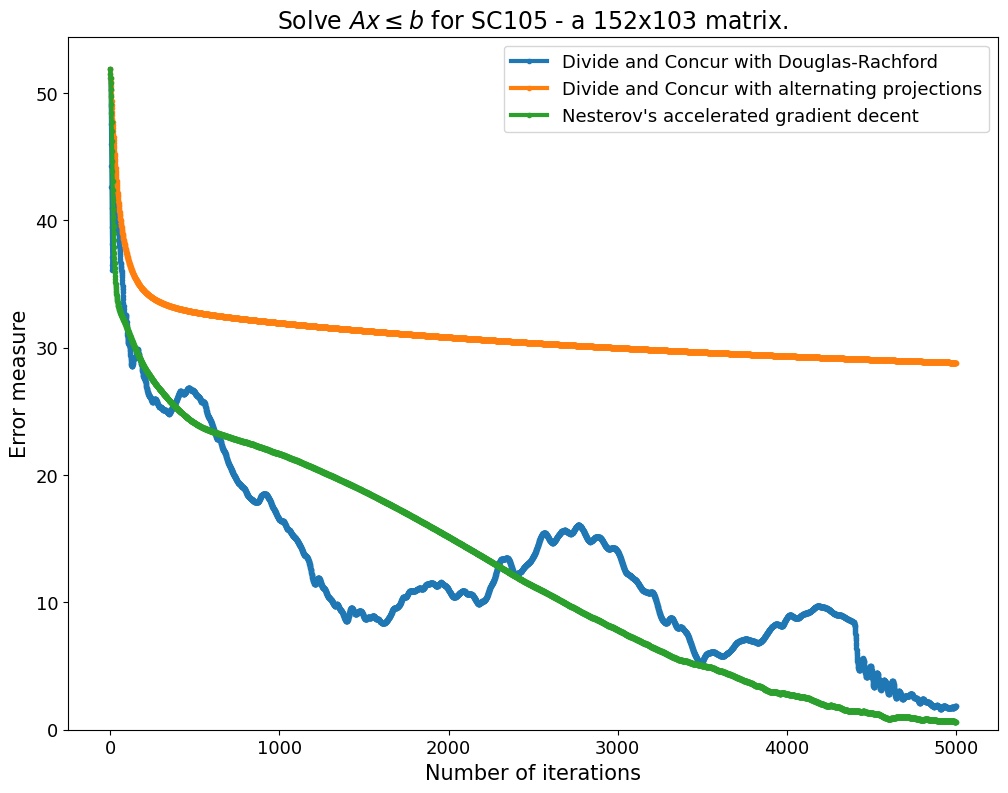 Solve Ax ≤ b for SC105 - a 152x103 matrix.
Divide and Concur with Douglas-Rachford
Divide and Concur with alternating projections
Nesterov's accelerated gradient decent
Error measure
50
40
30
20
10
0
0 1000 2000 3000 4000 5000
Number of iterations